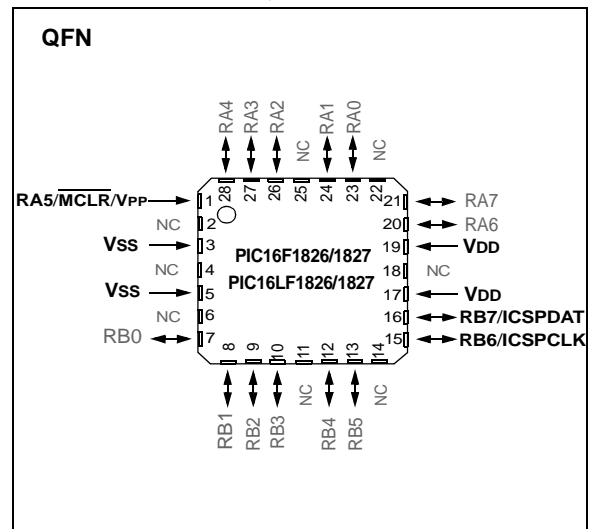 QFN
RA4
RA3
RA2
NC
RA1
RA0
NC
28
27
26
25
24
23
22
RA5/MCLR/VPP
1
21
RA7
NC
2
20
RA6
VSS
3
PIC16F1826/1827
19
VDD
NC
4
PIC16LF1826/1827
18
NC
VSS
5
17
VDD
NC
6
16
RB7/ICSPDAT
RB0
7
15
RB6/ICSPCLK
8
9
10
11
12
13
14
RB1
RB2
RB3
NC
RB4
RB5
NC